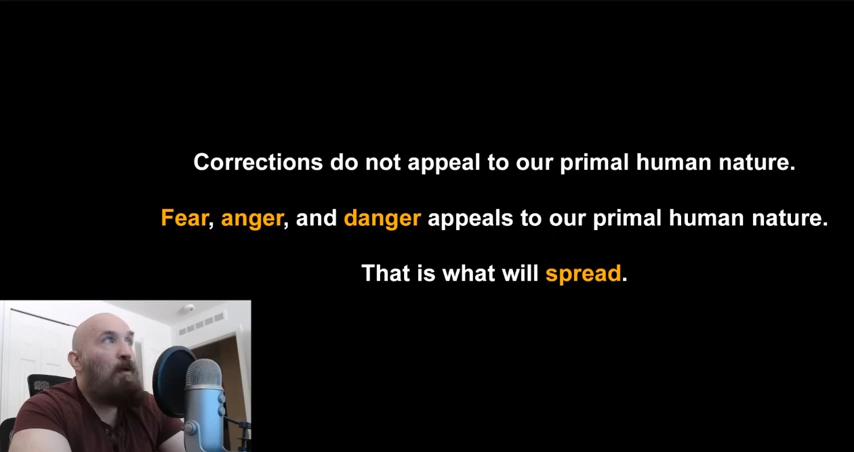 Corrections do not appeal to our primal human nature.
Fear, anger, and danger appeals to our primal human nature.
That is what will spread.